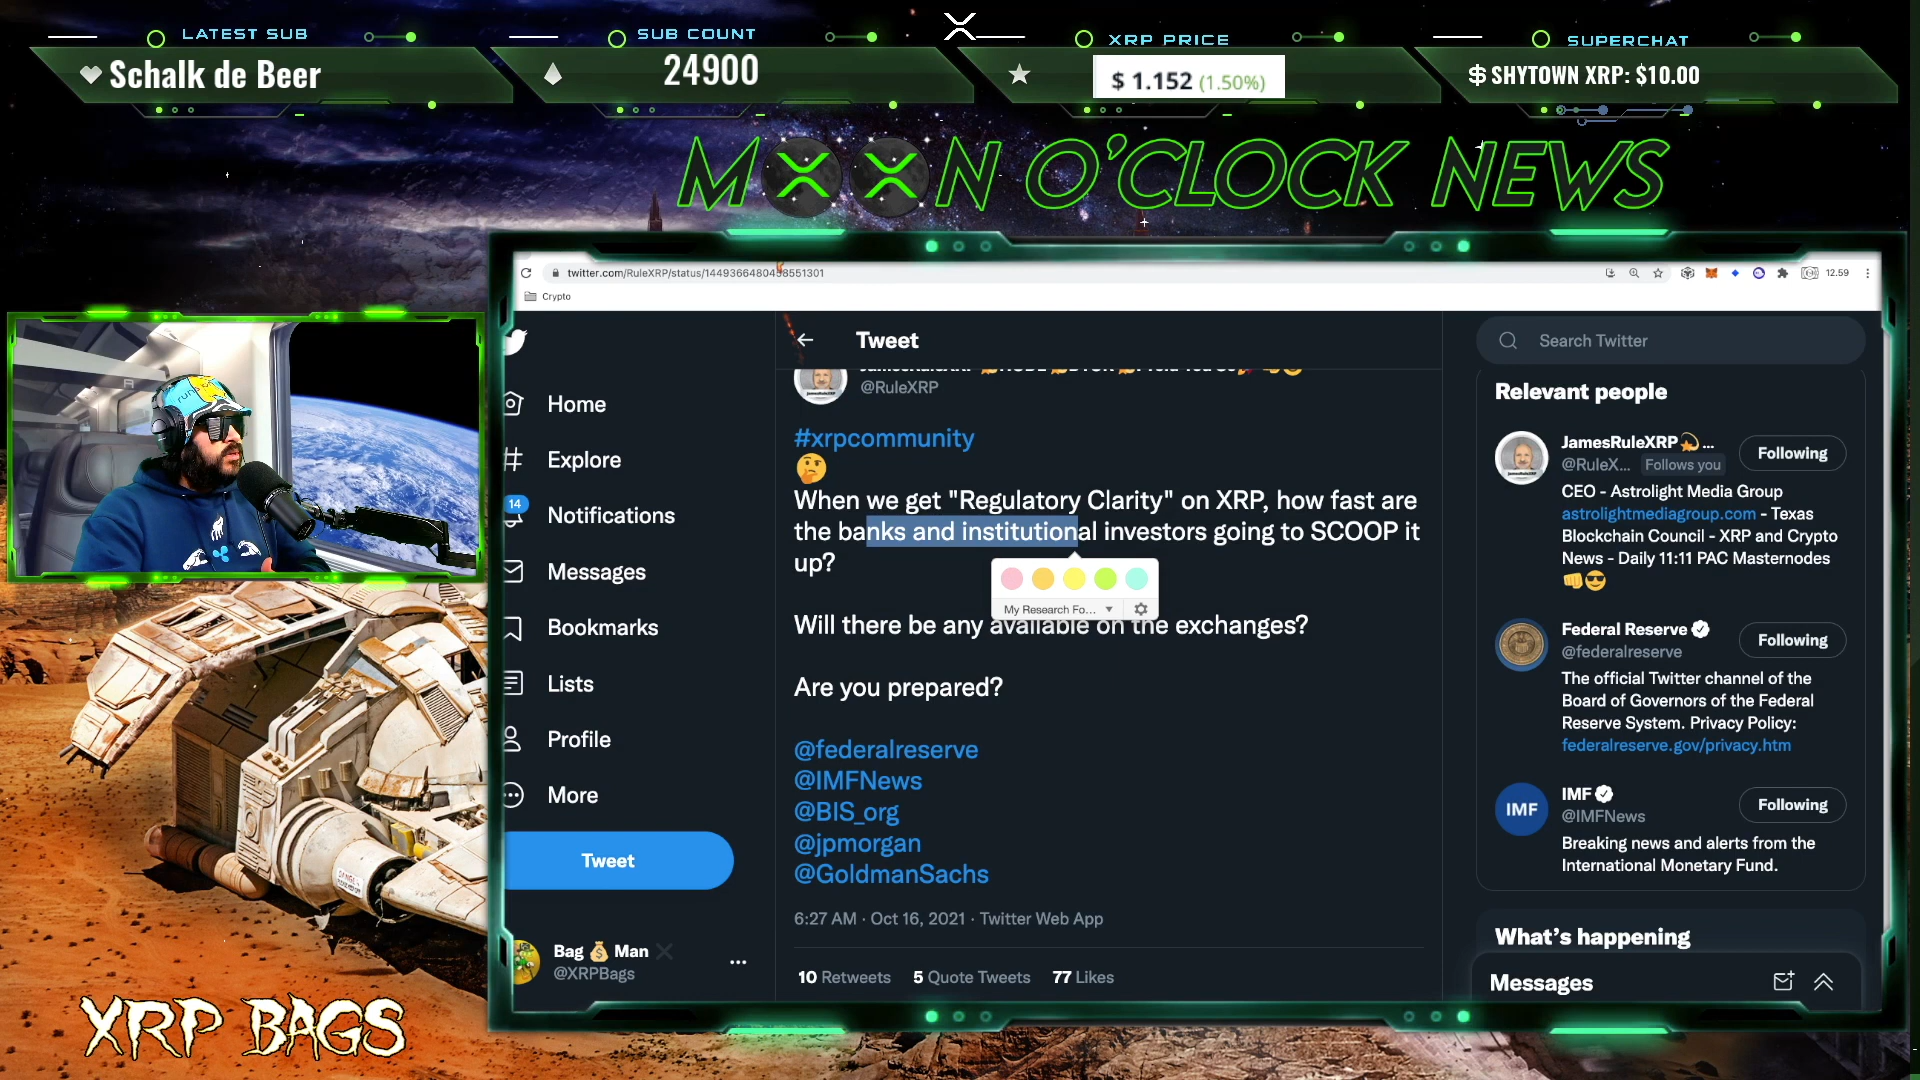 LATEST SUB
Schalk de Beer
SUB COUNT
24900
XRP PRICE
$ 1.152 (1.50%)
SUPERCHAT
SHYTOWN XRP: $10.00
MOON O'CLOCK NEWS
twitter.com/RuleXRP/status/1449366480458551301
12.59
Crypto
Home
Explore
14
Notifications
Messages
Bookmarks
Lists
Profile
More
Tweet
Bag 💰 Man
@XRPBags
Tweet
@RuleXRP
#xrpcommunity
🤔
When we get "Regulatory Clarity" on XRP, how fast are
the banks and institutional investors going to SCOOP it
up?
My Research Fo...
Will there be any available on the exchanges?
Are you prepared?
@federalreserve
@IMFNews
@BIS_org
@jpmorgan
@GoldmanSachs
6:27 AM · Oct 16, 2021 · Twitter Web App
10 Retweets 5 Quote Tweets 77 Likes
Search Twitter
Relevant people
JamesRuleXRP💫 ...
@RuleX... Follows you
Following
CEO - Astrolight Media Group
astrolightmediagroup.com - Texas
Blockchain Council - XRP and Crypto
News - Daily 11:11 PAC Masternodes
👊😎
Federal Reserve
@federalreserve
Following
The official Twitter channel of the
Board of Governors of the Federal
Reserve System. Privacy Policy:
federalreserve.gov/privacy.htm
IMF
IMF
@IMFNews
Following
Breaking news and alerts from the
International Monetary Fund.
What's happening
Messages
XRP BAGS